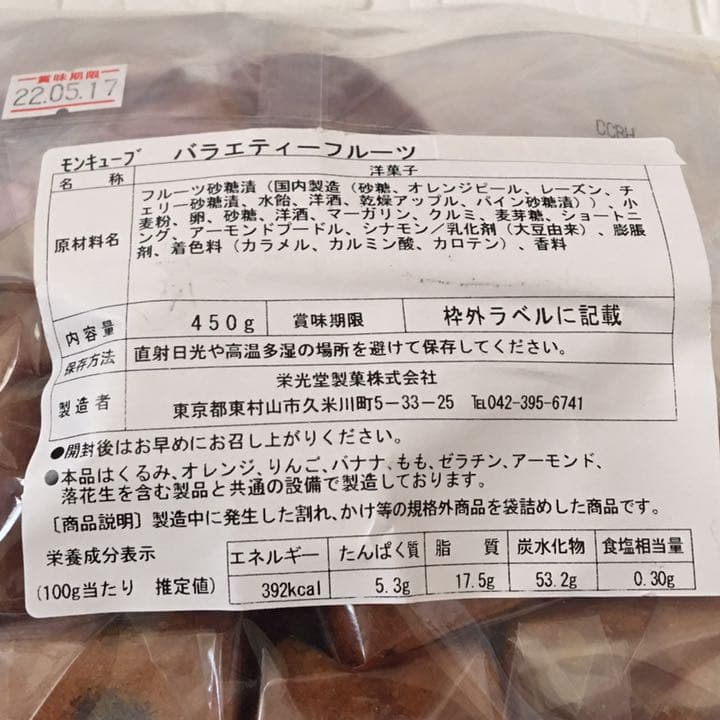 賞味期限
22.05.17
CCBH
モンキューブ バラエティーフルーツ
名 称 洋菓子
原材料名 フルーツ砂糖漬（国内製造（砂糖、オレンジピール、レーズン、チ
ェリー砂糖漬、水飴、洋酒、乾燥アップル、パイン砂糖漬））、小
麦粉、卵、砂糖、洋酒、マーガリン、クルミ、麦芽糖、ショートニ
ング、アーモンドプードル、シナモン／乳化剤（大豆由来）、膨脹
剤、着色料（カラメル、カルミン酸、カロテン）、香料
内容量 450g 賞味期限 枠外ラベルに記載
保存方法 直射日光や高温多湿の場所を避けて保存してください。
製造者 栄光堂製菓株式会社
東京都東村山市久米川町5－33－25 ℡042-395-6741
●開封後はお早めにお召し上がりください。
●本品はくるみ、オレンジ、りんご、バナナ、もも、ゼラチン、アーモンド、
落花生を含む製品と共通の設備で製造しております。
［商品説明］製造中に発生した割れ、かけ等の規格外商品を袋詰めした商品です。
栄養成分表示 エネルギー たんぱく質 脂 質 炭水化物 食塩相当量
(100g当たり 推定値) 392kcal 5.3g 17.5g 53.2g 0.30g